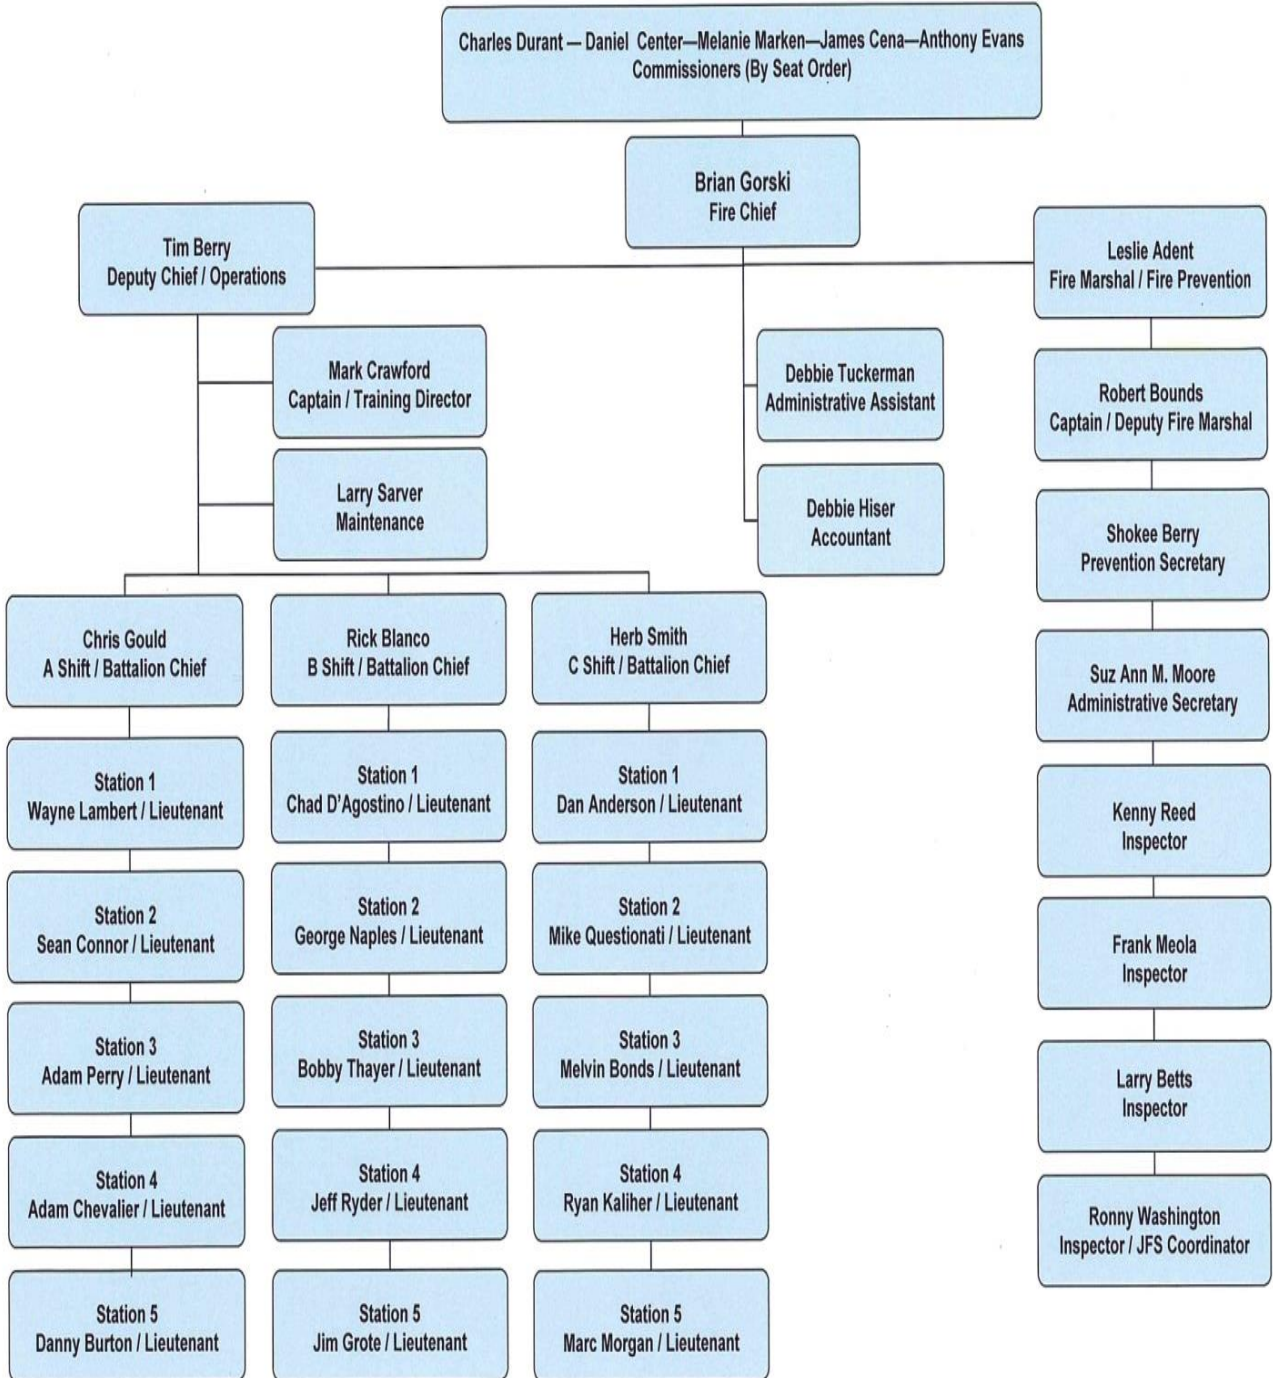 Charles Durant — Daniel Center—Melanie Marken—James Cena—Anthony Evans
Commissioners (By Seat Order)
Brian Gorski
Fire Chief
Tim Berry
Deputy Chief / Operations
Leslie Adent
Fire Marshal / Fire Prevention
Mark Crawford
Captain / Training Director
Larry Sarver
Maintenance
Debbie Tuckerman
Administrative Assistant
Debbie Hiser
Accountant
Robert Bounds
Captain / Deputy Fire Marshal
Shokee Berry
Prevention Secretary
Suz Ann M. Moore
Administrative Secretary
Kenny Reed
Inspector
Frank Meola
Inspector
Larry Betts
Inspector
Ronny Washington
Inspector / JFS Coordinator
Chris Gould
A Shift / Battalion Chief
Station 1
Wayne Lambert / Lieutenant
Station 2
Sean Connor / Lieutenant
Station 3
Adam Perry / Lieutenant
Station 4
Adam Chevalier / Lieutenant
Station 5
Danny Burton / Lieutenant
Rick Blanco
B Shift / Battalion Chief
Station 1
Chad D’Agostino / Lieutenant
Station 2
George Naples / Lieutenant
Station 3
Bobby Thayer / Lieutenant
Station 4
Jeff Ryder / Lieutenant
Station 5
Jim Grote / Lieutenant
Herb Smith
C Shift / Battalion Chief
Station 1
Dan Anderson / Lieutenant
Station 2
Mike Questionati / Lieutenant
Station 3
Melvin Bonds / Lieutenant
Station 4
Ryan Kaliher / Lieutenant
Station 5
Marc Morgan / Lieutenant